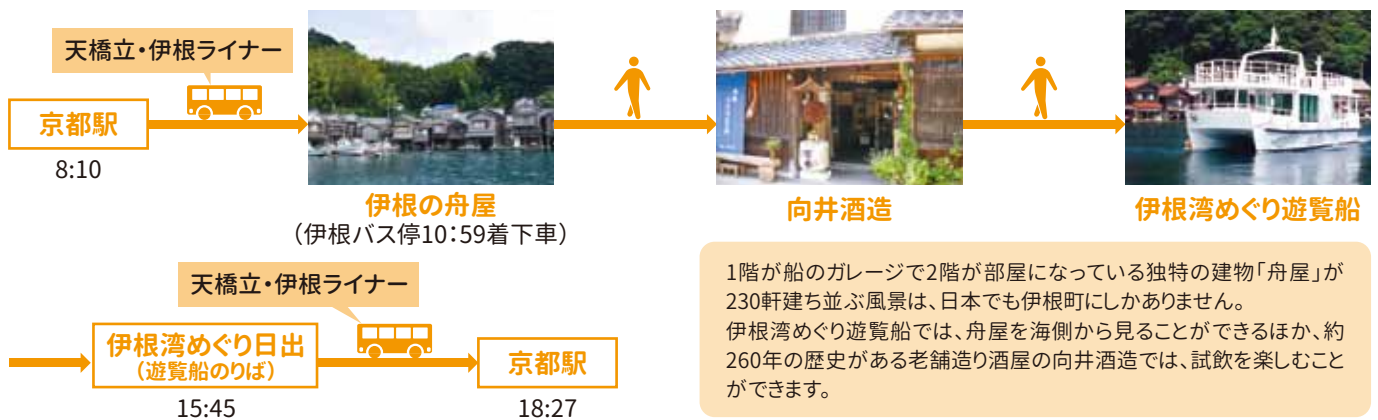 天橋立・伊根ライナー
京都駅
8:10
伊根の舟屋
（伊根バス停10：59着下車）
向井酒造
伊根湾めぐり遊覧船
天橋立・伊根ライナー
伊根湾めぐり日出
（遊覧船のりば）
15:45
京都駅
18:27
1階が船のガレージで2階が部屋になっている独特の建物「舟屋」が
230軒建ち並ぶ風景は、日本でも伊根町にしかありません。
伊根湾めぐり遊覧船では、舟屋を海側から見ることができるほか、約
260年の歴史がある老舗造り酒屋の向井酒造では、試飲を楽しむこと
ができます。